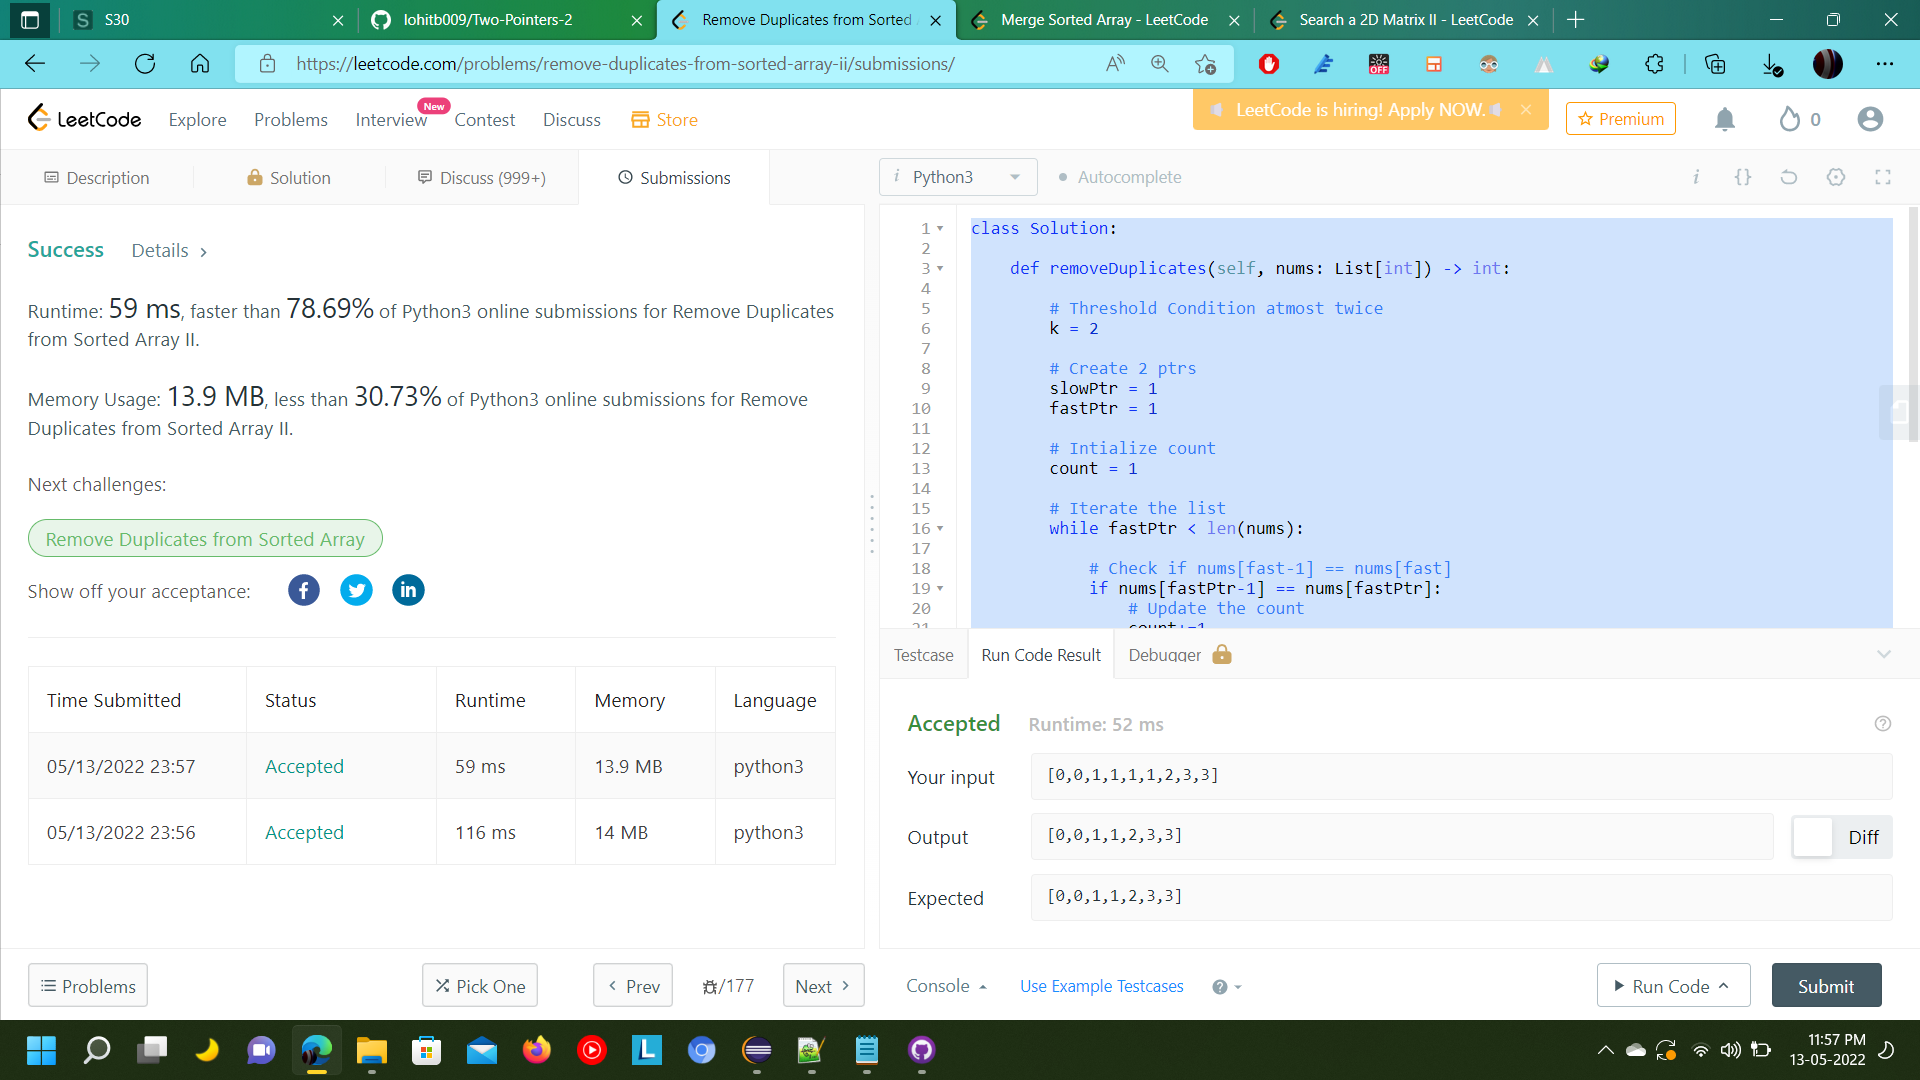 S30
lohitb009/Two-Pointers-2
Remove Duplicates from Sorted A
Merge Sorted Array - LeetCode
Search a 2D Matrix II - LeetCode
https://leetcode.com/problems/remove-duplicates-from-sorted-array-ii/submissions/
OFF
LeetCode
Explore
Problems
Interview
New
Contest
Discuss
Store
LeetCode is hiring! Apply NOW.
Premium
0
Description
Solution
Discuss (999+)
Submissions
i Python3
Autocomplete
i {}
Success
Details >
Runtime: 59 ms, faster than 78.69% of Python3 online submissions for Remove Duplicates
from Sorted Array II.
Memory Usage: 13.9 MB, less than 30.73% of Python3 online submissions for Remove
Duplicates from Sorted Array II.
Next challenges:
Remove Duplicates from Sorted Array
Show off your acceptance:
Time Submitted Status Runtime Memory Language
05/13/2022 23:57 Accepted 59 ms 13.9 MB python3
05/13/2022 23:56 Accepted 116 ms 14 MB python3
1 class Solution:
2
3 def removeDuplicates(self, nums: List[int]) -> int:
4
5 # Threshold Condition atmost twice
6 k = 2
7
8 # Create 2 ptrs
9 slowPtr = 1
10 fastPtr = 1
11
12 # Intialize count
13 count = 1
14
15 # Iterate the list
16 while fastPtr < len(nums):
17
18 # Check if nums[fast-1] == nums[fast]
19 if nums[fastPtr-1] == nums[fastPtr]:
20 # Update the count
21 count+=1
Testcase
Run Code Result
Debugger
Accepted
Runtime: 52 ms
Your input
[0,0,1,1,1,1,2,3,3]
Output
[0,0,1,1,2,3,3]
Diff
Expected
[0,0,1,1,2,3,3]
Problems
Pick One
< Prev
/177
Next >
Console
Use Example Testcases
Run Code
Submit
11:57 PM
13-05-2022